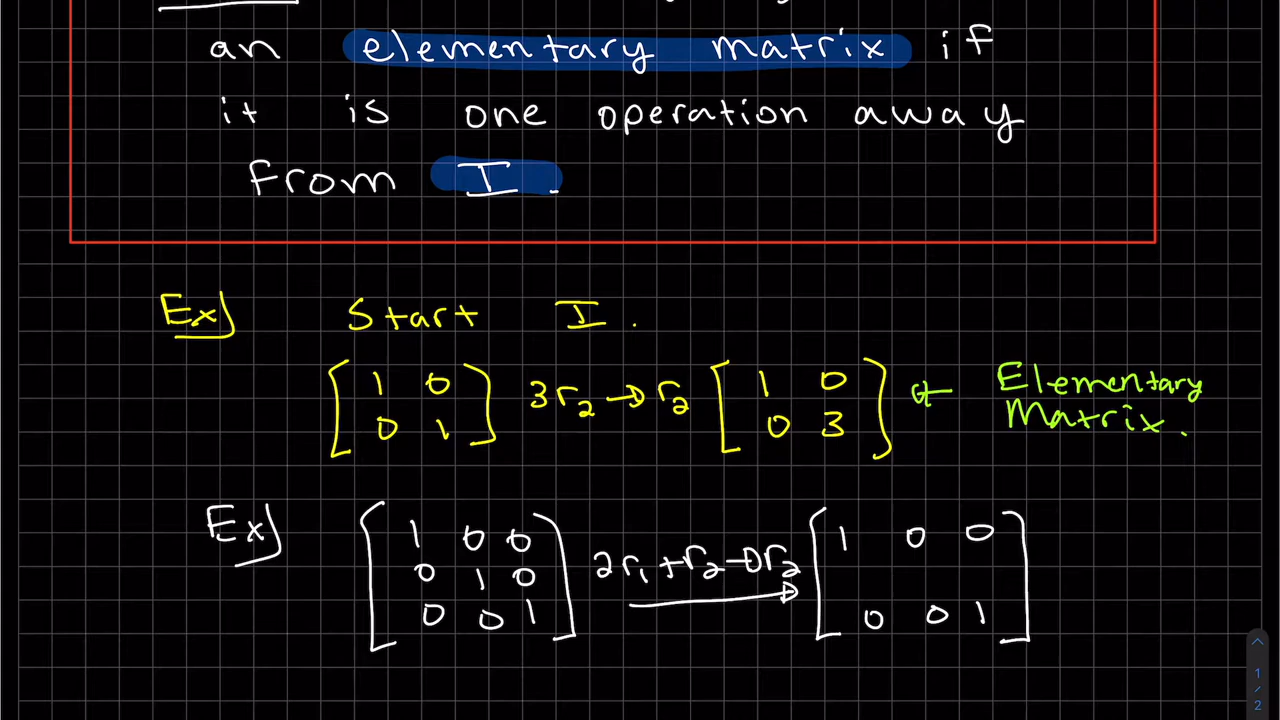 an elementary matrix if
it is one operation away
from I.
Ex) Start I.
[1 0 0 1] 3r₂→r₂ [1 0 0 3] ← Elementary Matrix.
Ex) [1 0 0 0 1 0 0 0 1] 2r₁+r₂→r₂ [1 0 0 0 0 1]
1/2